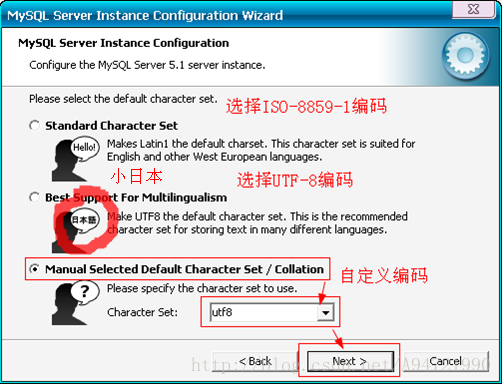 MySQL Server Instance Configuration Wizard
MySQL Server Instance Configuration
Configure the MySQL Server 5.1 server instance.
Please select the default character set.
选择ISO-8859-1编码
Standard Character Set
Hello!
Makes Latin1 the default charset. This character set is suited for
English and other West European languages.
小日本
选择UTF-8编码
Best Support For Multilingualism
日本語
Make UTF8 the default character set. This is the recommended
character set for storing text in many different languages.
Manual Selected Default Character Set / Collation
自定义编码
?
Please specify the character set to use.
Character Set:
utf8
< Back
Next >
Cancel